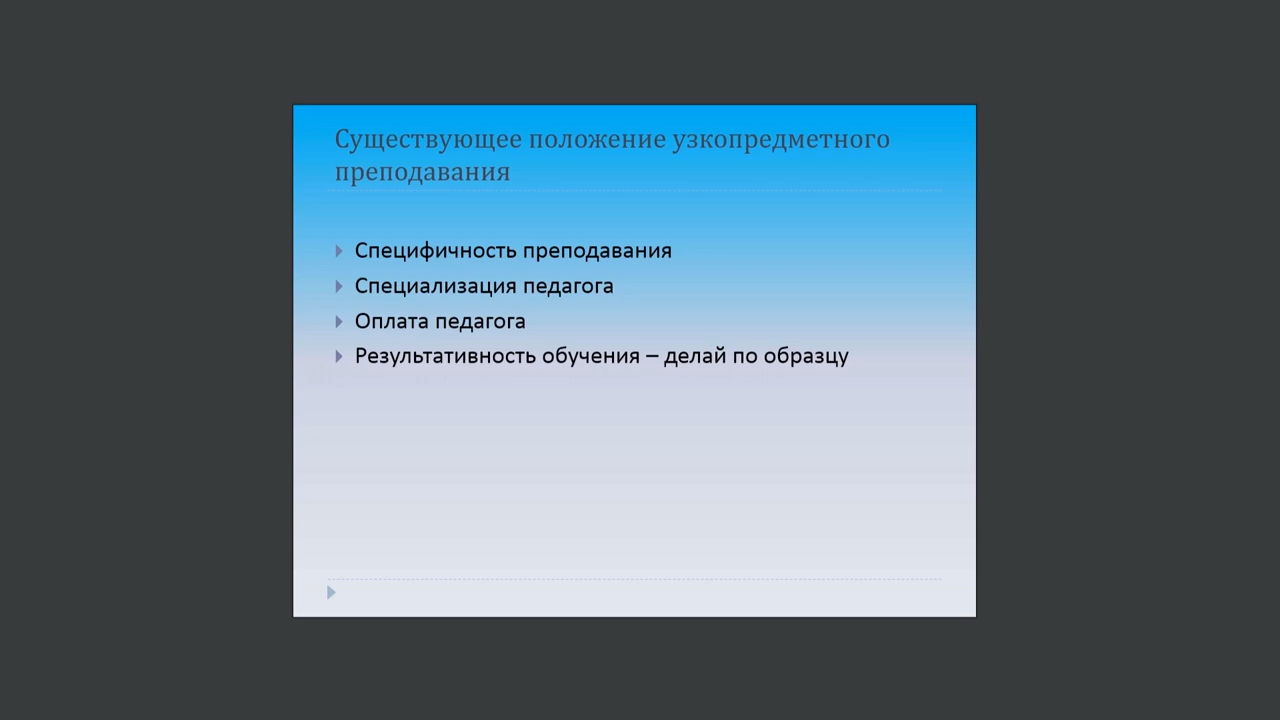 Существующее положение узкопредметного
преподавания
Специфичность преподавания
Специализация педагога
Оплата педагога
Результативность обучения – делай по образцу